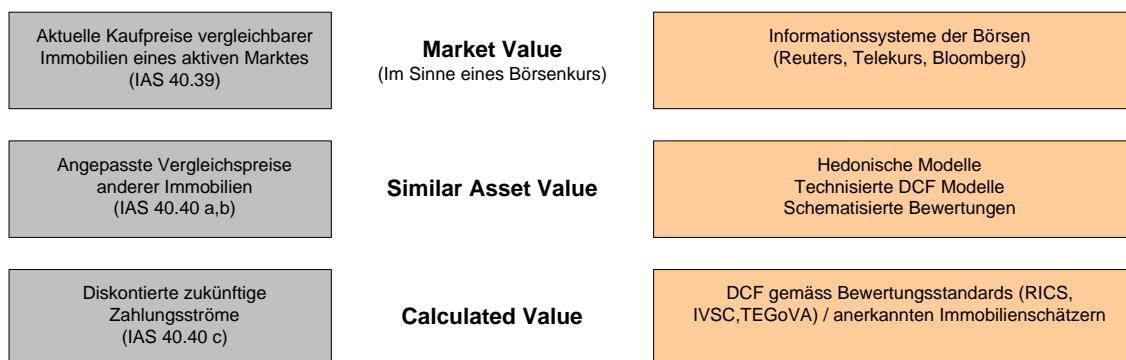 Aktuelle Kaufpreise vergleichbarer
Immobilien eines aktiven Marktes
(IAS 40.39)
Market Value
(Im Sinne eines Börsenkurs)
Informationssysteme der Börsen
(Reuters, Telekurs, Bloomberg)
Angepasste Vergleichspreise
anderer Immobilien
(IAS 40.40 a,b)
Similar Asset Value
Hedonische Modelle
Technisierte DCF Modelle
Schematisierte Bewertungen
Diskontierte zukünftige
Zahlungsströme
(IAS 40.40 c)
Calculated Value
DCF gemäss Bewertungsstandards (RICS,
IVSC,TEGoVA) / anerkannten Immobilienschätzern